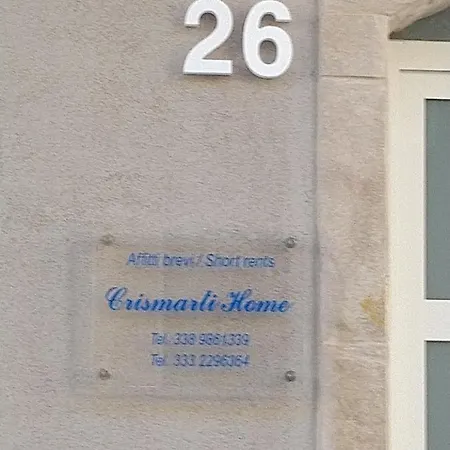 26
Affitti brevi / Short rents
Crismarti Home
Tel. 338 9861339
Tel. 333 2296364